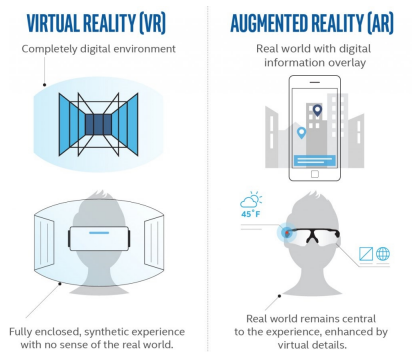 VIRTUAL REALITY (VR)
Completely digital environment
Fully enclosed, synthetic experience
with no sense of the real world.
AUGMENTED REALITY (AR)
Real world with digital
information overlay
45°F
Real world remains central
to the experience, enhanced by
virtual details.